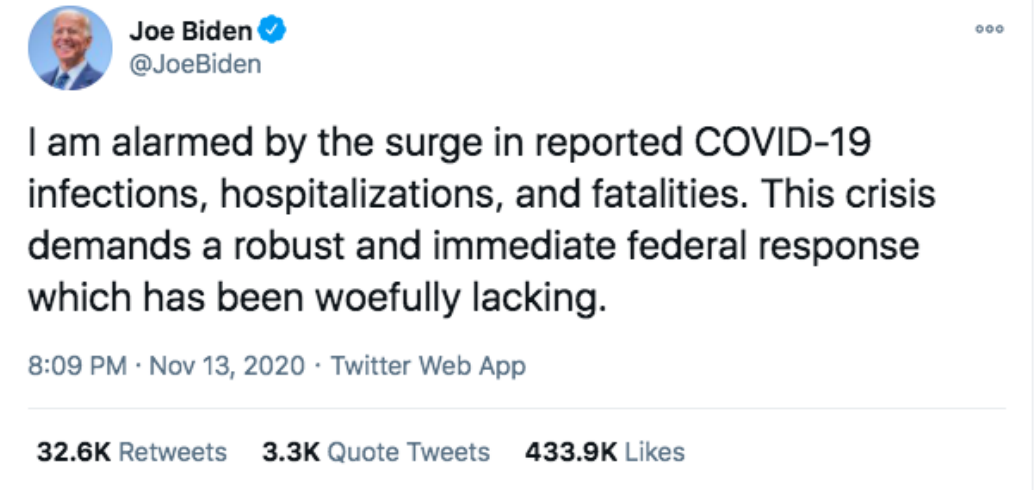 Joe Biden
@JoeBiden
I am alarmed by the surge in reported COVID-19
infections, hospitalizations, and fatalities. This crisis
demands a robust and immediate federal response
which has been woefully lacking.
8:09 PM · Nov 13, 2020 · Twitter Web App
32.6K Retweets 3.3K Quote Tweets 433.9K Likes